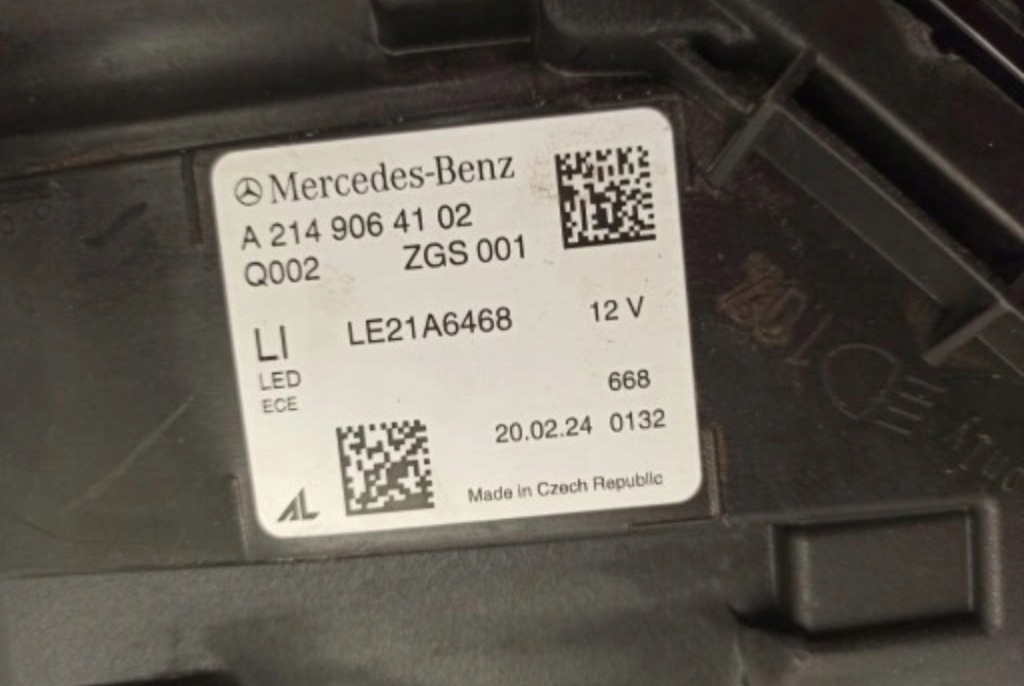 Mercedes-Benz
A 214 906 41 02
Q002 ZGS 001
LI LE21A6468 12 V
LED
ECE
668
20.02.24 0132
AL
Made in Czech Republic